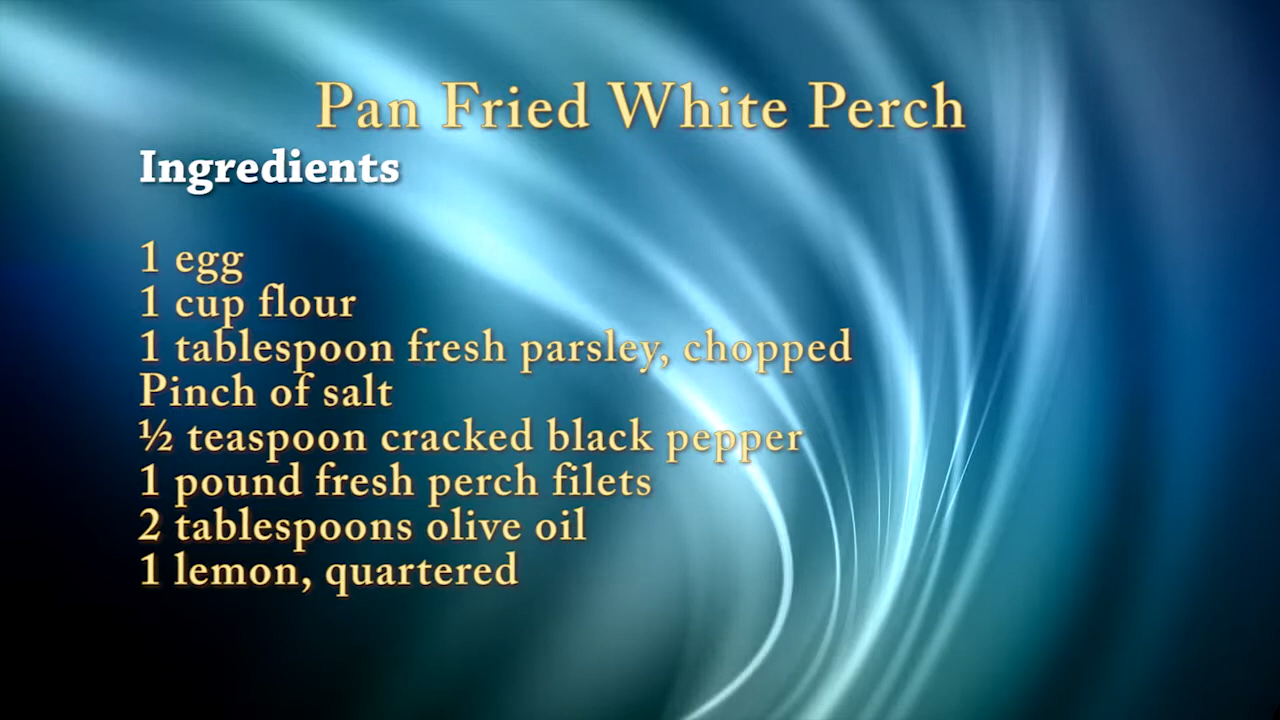 Pan Fried White Perch
Ingredients
1 egg
1 cup flour
1 tablespoon fresh parsley, chopped
Pinch of salt
½ teaspoon cracked black pepper
1 pound fresh perch filets
2 tablespoons olive oil
1 lemon, quartered